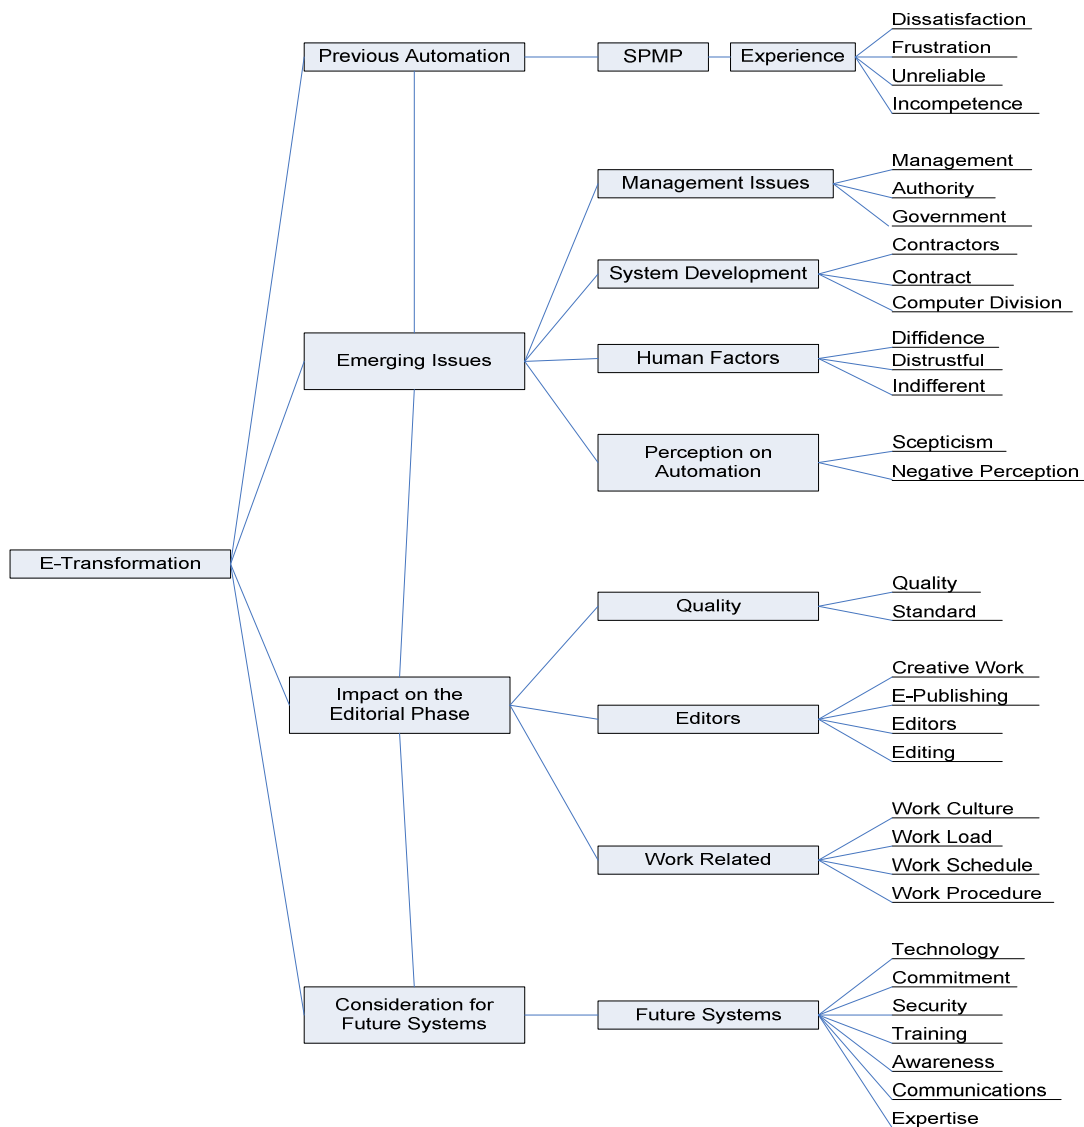 Dissatisfaction
Previous Automation
SPMP
Experience
Frustration
Unreliable
Incompetence
Management
Management Issues
Authority
Government
Contractors
System Development
Contract
Computer Division
Diffidence
Emerging Issues
Human Factors
Distrustful
Indifferent
Scepticism
Perception on
Automation
Negative Perception
E-Transformation
Quality
Quality
Standard
Creative Work
Impact on the
Editorial Phase
E-Publishing
Editors
Editors
Editing
Work Culture
Work Load
Work Related
Work Schedule
Work Procedure
Technology
Commitment
Consideration for
Future Systems
Future Systems
Security
Training
Awareness
Communications
Expertise